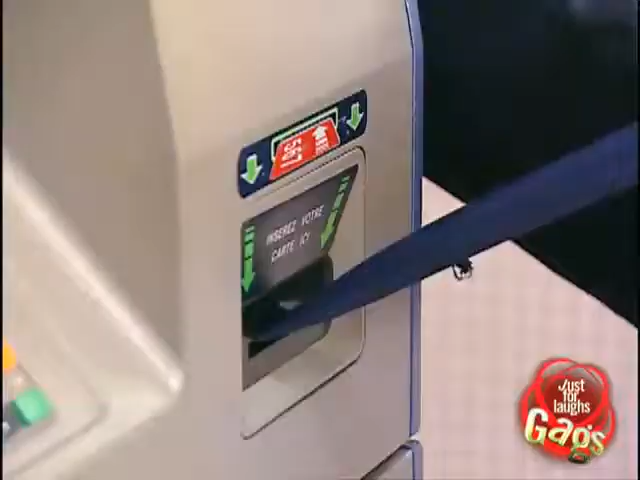 INSEREZ VOTRE
CARTE ICI
Just
for
laughs
Gags